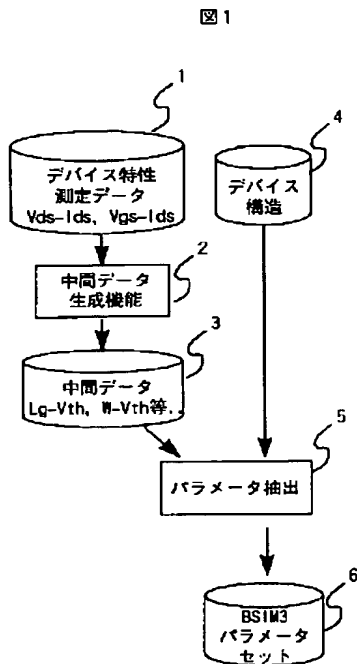 図1
1
デバイス特性
測定データ
Vds-Ids、Vgs-Ids
4
デバイス
構造
2
中間データ
生成機能
3
中間データ
Lg-Vth, W-Vth等..
5
パラメータ抽出
6
BSIM3
パラメータ
セット